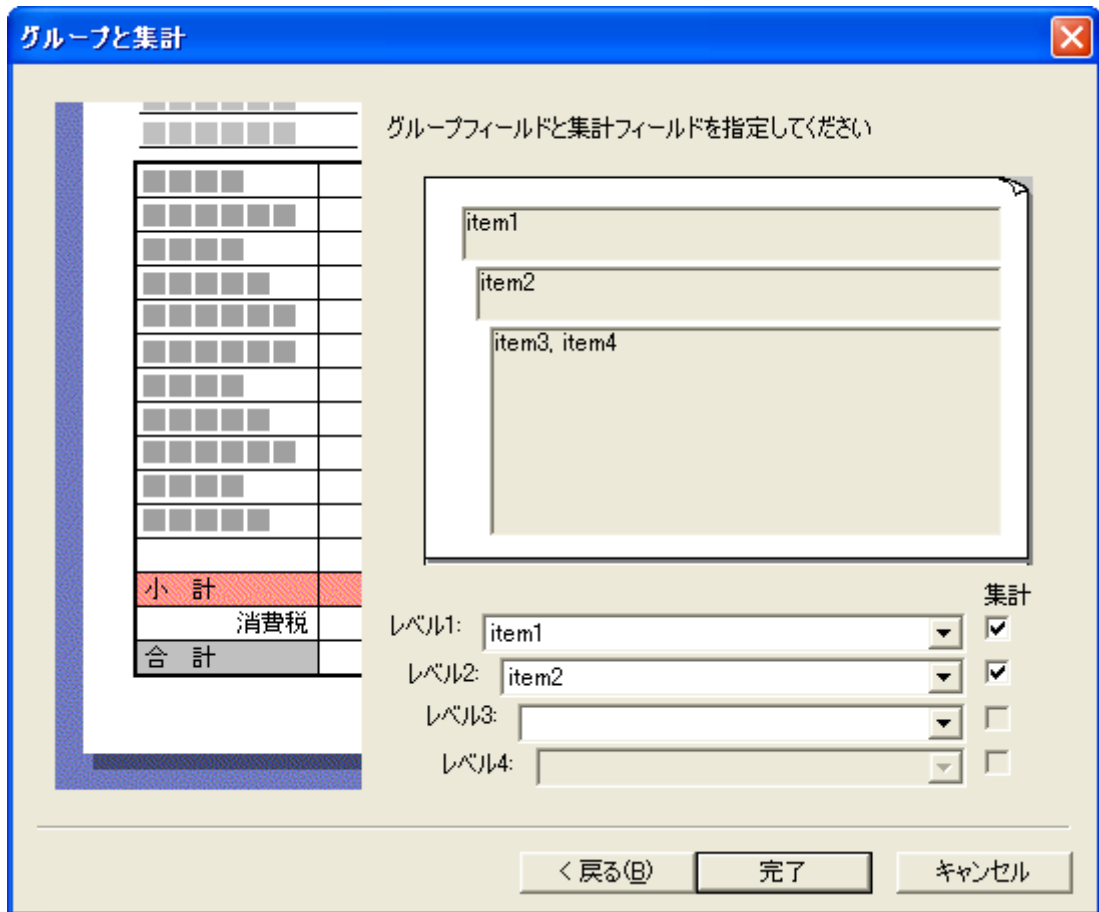 グループと集計
グループフィールドと集計フィールドを指定してください
item1
item2
item3, item4
小 計
消費税
合 計
集計
レベル1: item1
レベル2: item2
レベル3:
レベル4:
< 戻る(B) 完了 キャンセル